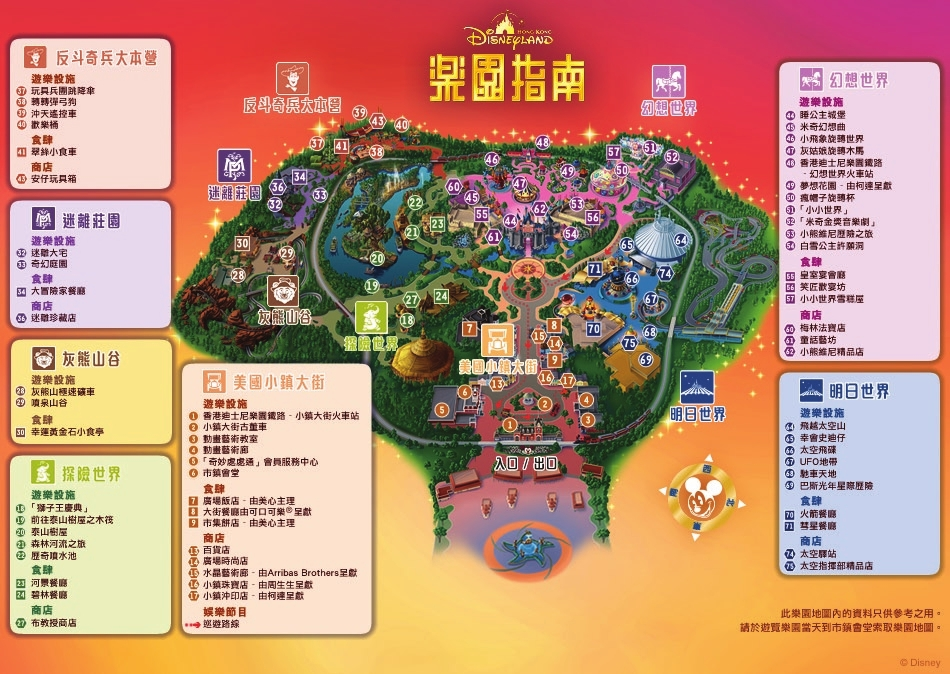 HONG KONG
DISNEYLAND
樂園指南
反斗奇兵大本營
遊樂設施
37 玩具兵團跳降傘
38 轉轉彈弓狗
39 沖天遙控車
40 歡樂桶
食肆
41 翠絲小食車
商店
43 安仔玩具箱
迷離莊園
遊樂設施
32 迷離大宅
33 奇幻庭園
食肆
34 大冒險家餐廳
商店
36 迷離珍藏店
灰熊山谷
遊樂設施
28 灰熊山極速礦車
29 噴泉山谷
食肆
30 幸運黃金石小食亭
探險世界
遊樂設施
18 「獅子王慶典」
19 前往泰山樹屋之木筏
20 泰山樹屋
21 森林河流之旅
22 歷奇噴水池
食肆
23 河景餐廳
24 碧林餐廳
商店
27 布教授商店
美國小鎮大街
遊樂設施
1 香港迪士尼樂園鐵路 - 小鎮大街火車站
2 小鎮大街古董車
3 動畫藝術教室
4 動畫藝術廊
5 「奇妙處處通」會員服務中心
6 市鎮會堂
食肆
7 廣場飯店 - 由美心主理
8 大街餐廳由可口可樂®呈獻
9 市集餅店 - 由美心主理
商店
13 百貨店
14 廣場時尚店
15 水晶藝術廊 - 由Arribas Brothers呈獻
16 小鎮珠寶店 - 由周生生呈獻
17 小鎮沖印店 - 由柯達呈獻
娛樂節目
巡遊路線
反斗奇兵大本營
迷離莊園
灰熊山谷
探險世界
美國小鎮大街
幻想世界
明日世界
入口 / 出口
幻想世界
遊樂設施
44 睡公主城堡
45 米奇幻想曲
46 小飛象旋轉世界
47 灰姑娘旋轉木馬
48 香港迪士尼樂園鐵路
- 幻想世界火車站
49 夢想花園 - 由柯達呈獻
50 瘋帽子旋轉杯
51 「小小世界」
52 「米奇金獎音樂劇」
53 小熊維尼歷險之旅
54 白雪公主許願洞
食肆
55 皇室宴會廳
56 笑匠歡宴坊
57 小小世界雪糕屋
商店
60 梅林法寶店
61 童話藝坊
62 小熊維尼精品店
明日世界
遊樂設施
64 飛越太空山
65 幸會史迪仔
66 太空飛碟
67 UFO地帶
68 馳車天地
69 巴斯光年星際歷險
食肆
70 火箭餐廳
71 彗星餐廳
商店
74 太空驛站
75 太空指揮部精品店
西
北
南
東
此樂園地圖內的資料只供參考之用。
請於遊覽樂園當天到市鎮會堂索取樂園地圖。
© Disney